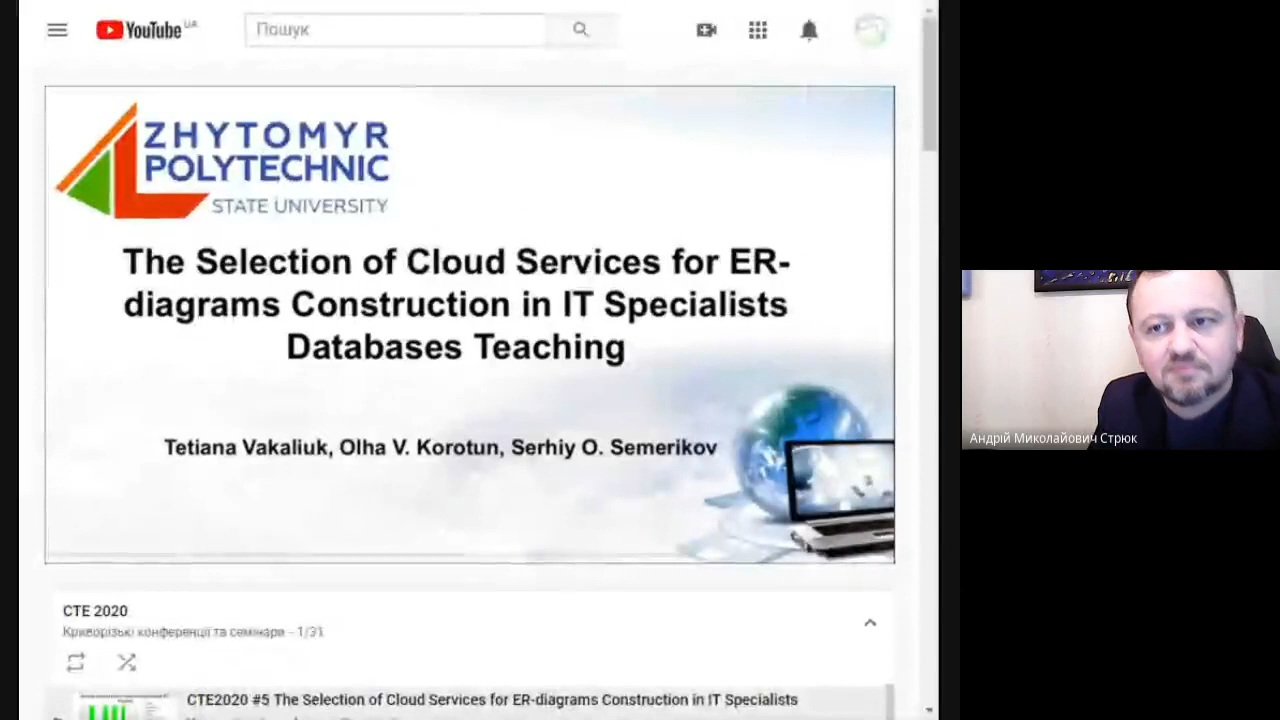 YouTube UA
Пошук
ZHYTOMYR
POLYTECHNIC
STATE UNIVERSITY
The Selection of Cloud Services for ER-
diagrams Construction in IT Specialists
Databases Teaching
Tetiana Vakaliuk, Olha V. Korotun, Serhiy O. Semerikov
Андрій Миколайович Стрюк
CTE 2020
Криворізькі конференції та семінари - 1/31
CTE2020 #5 The Selection of Cloud Services for ER-diagrams Construction in IT Specialists